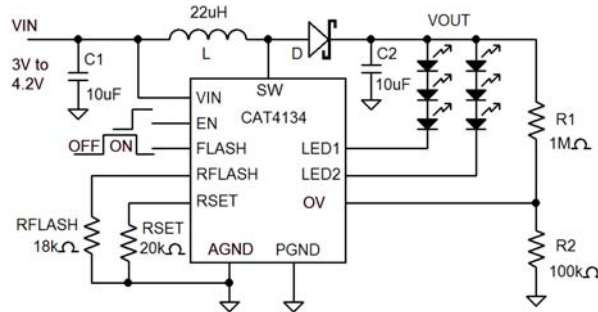 VIN
22uH
VOUT
L
D
3V to
4.2V
C1
10uF
C2
10uF
SW
CAT4134
VIN
EN
OFF ON
FLASH
LED1
RFLASH
LED2
RSET
OV
R1
1MΩ
RFLASH
18kΩ
RSET
20kΩ
AGND
PGND
R2
100kΩ